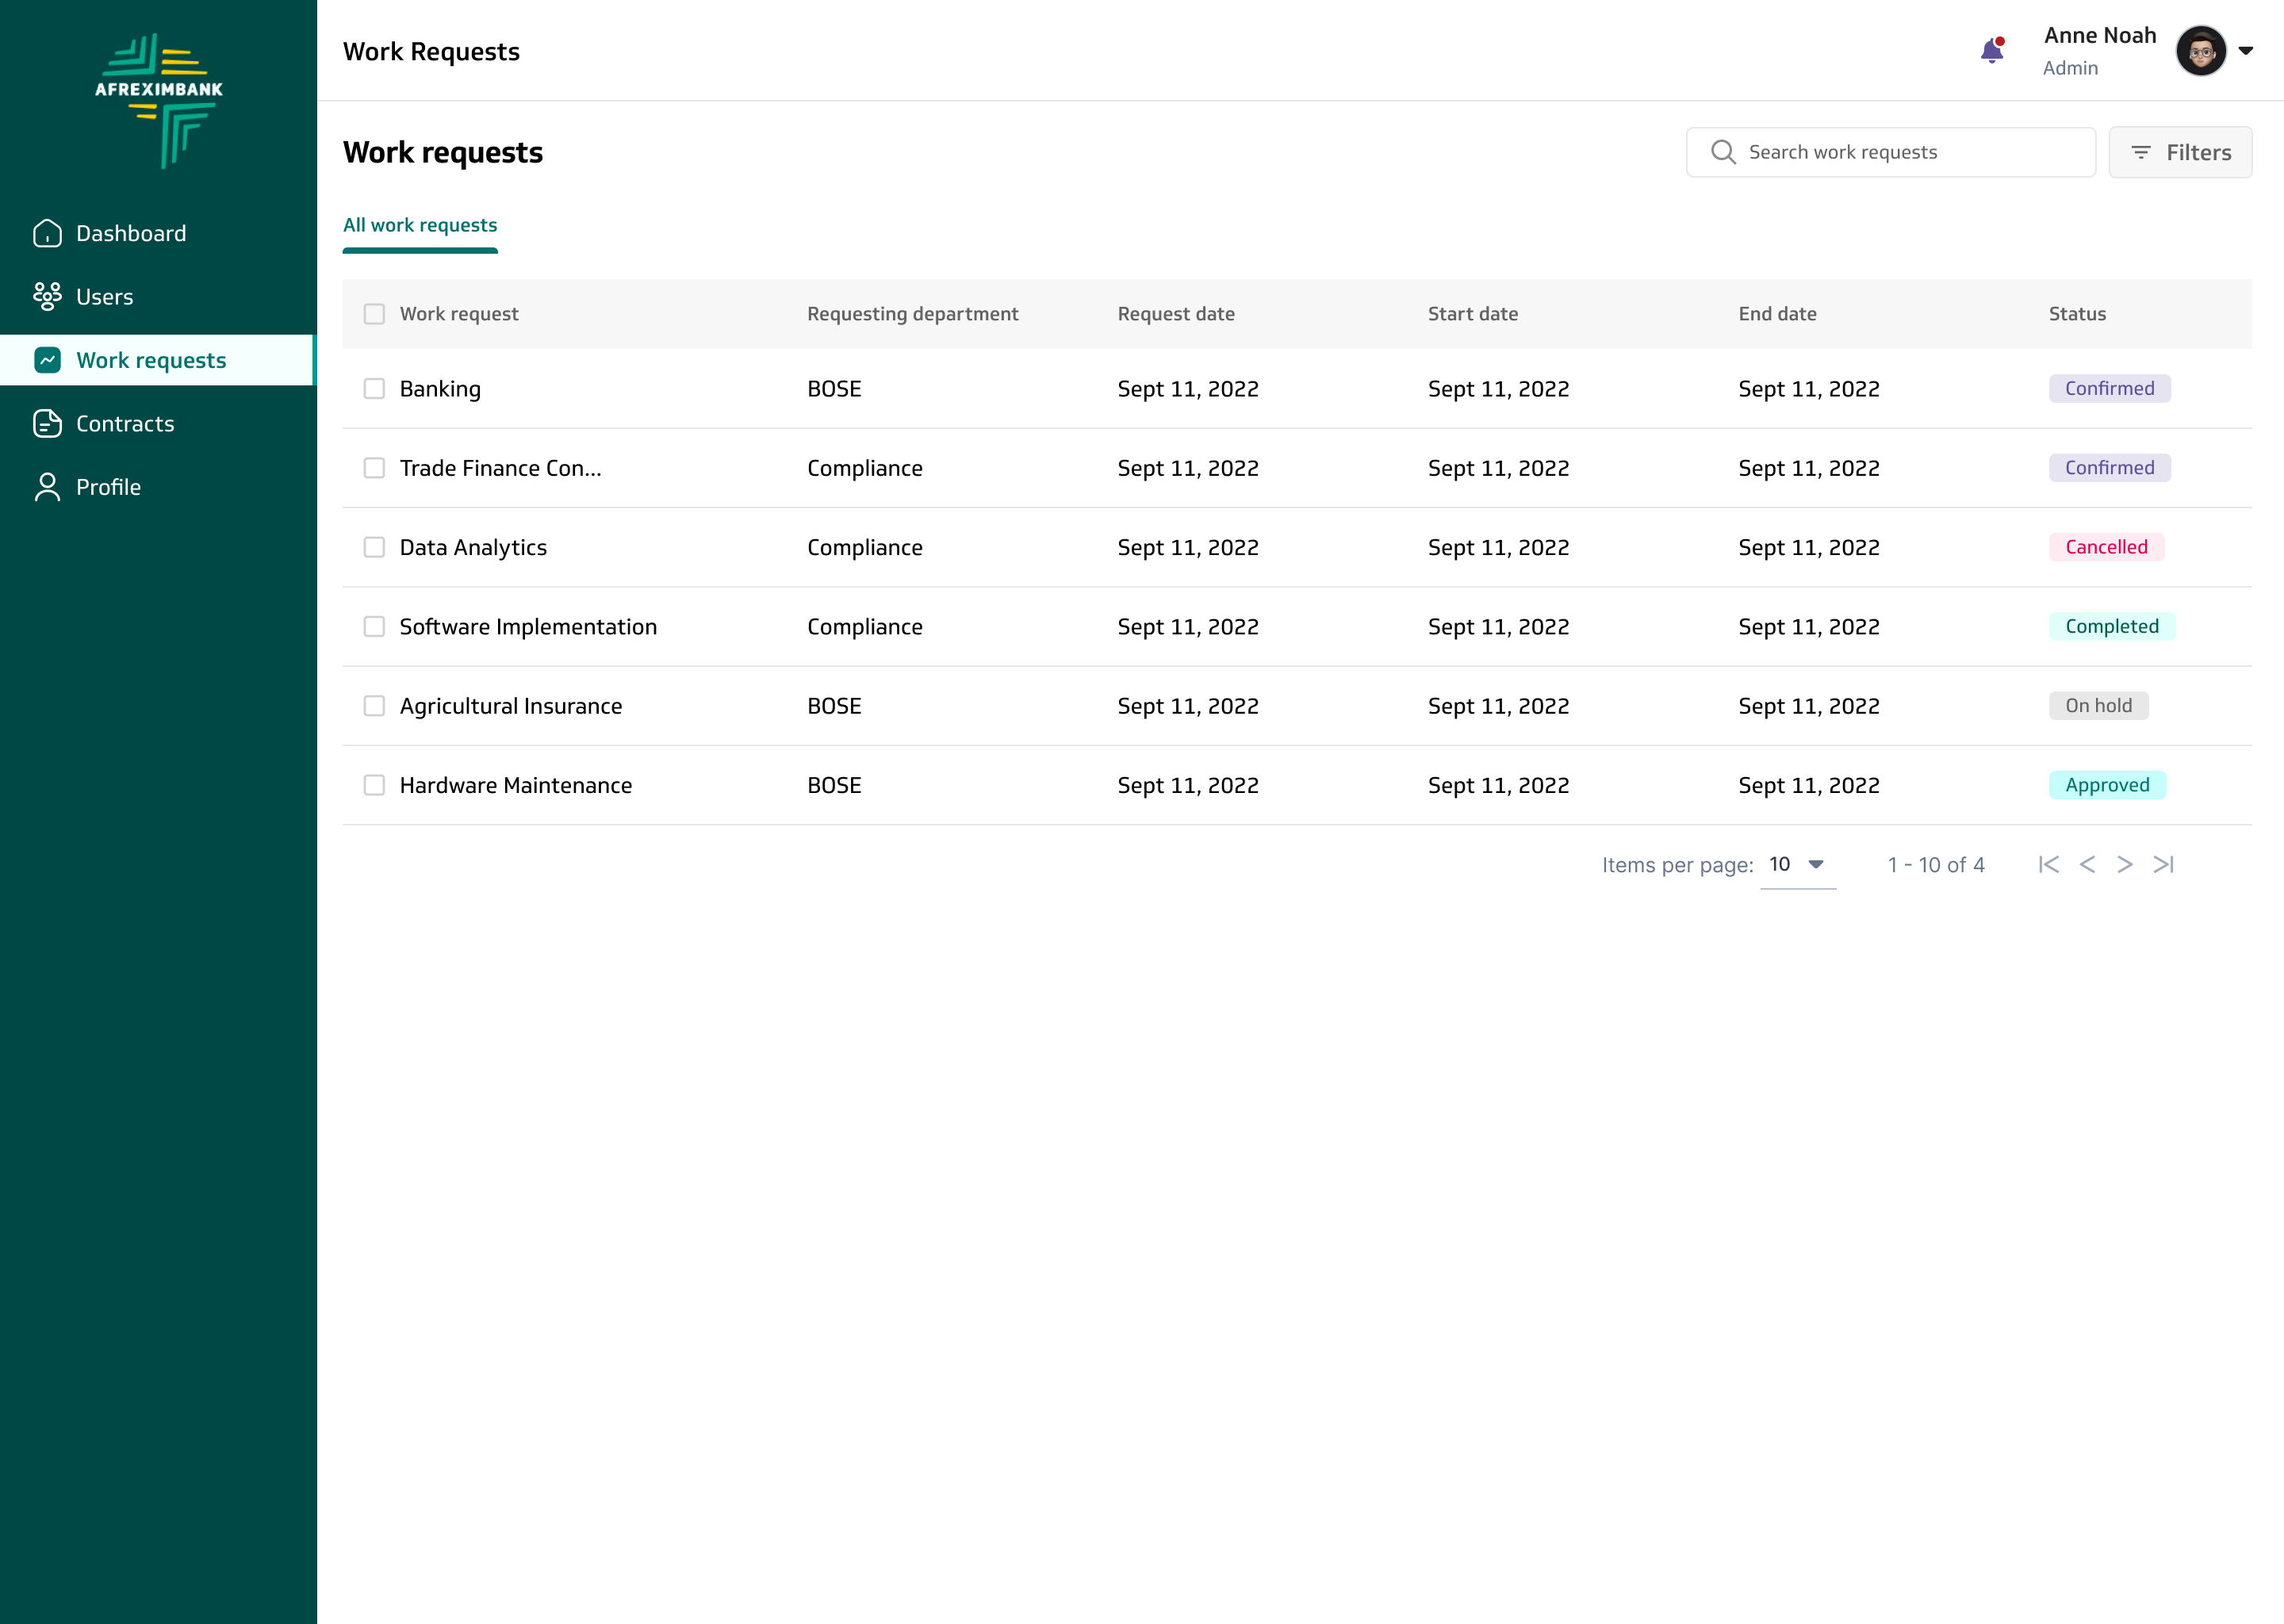 AFREXIMBANK
Dashboard
Users
Work requests
Contracts
Profile
Work Requests
Anne Noah
Admin
Work requests
Search work requests
Filters
All work requests
Work request Requesting department Request date Start date End date Status
Banking BOSE Sept 11, 2022 Sept 11, 2022 Sept 11, 2022 Confirmed
Trade Finance Con... Compliance Sept 11, 2022 Sept 11, 2022 Sept 11, 2022 Confirmed
Data Analytics Compliance Sept 11, 2022 Sept 11, 2022 Sept 11, 2022 Cancelled
Software Implementation Compliance Sept 11, 2022 Sept 11, 2022 Sept 11, 2022 Completed
Agricultural Insurance BOSE Sept 11, 2022 Sept 11, 2022 Sept 11, 2022 On hold
Hardware Maintenance BOSE Sept 11, 2022 Sept 11, 2022 Sept 11, 2022 Approved
Items per page: 10 1 - 10 of 4